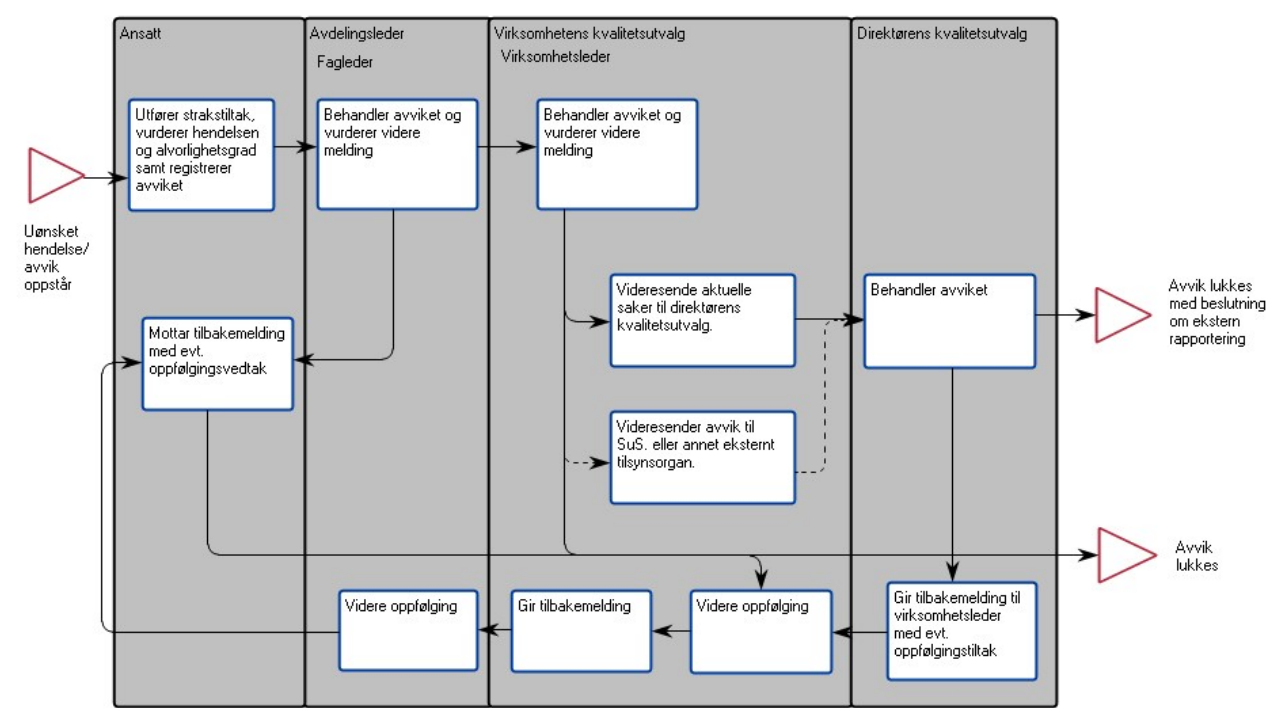 Ansatt
Avdelingsleder
Fagleder
Virksomhetens kvalitetsutvalg
Virksomhetsleder
Direktørens kvalitetsutvalg
Utfører strakstiltak,
vurderer hendelsen
og alvorlighetsgrad
samt registrerer
avviket
Behandler avviket og
vurderer videre
melding
Behandler avviket og
vurderer videre
melding
Uønsket
hendelse/
avvik
oppstår
Videresende aktuelle
saker til direktørens
kvalitetsutvalg.
Behandler avviket
Avvik lukkes
med beslutning
om ekstern
rapportering
Mottar tilbakemelding
med evt.
oppfølgingsvedtak
Videresender avvik til
SuS. eller annet eksternt
tilsynsorgan.
Avvik
lukkes
Videre oppfølging
Gir tilbakemelding
Videre oppfølging
Gir tilbakemelding til
virksomhetsleder
med evt.
oppfølgingstiltak